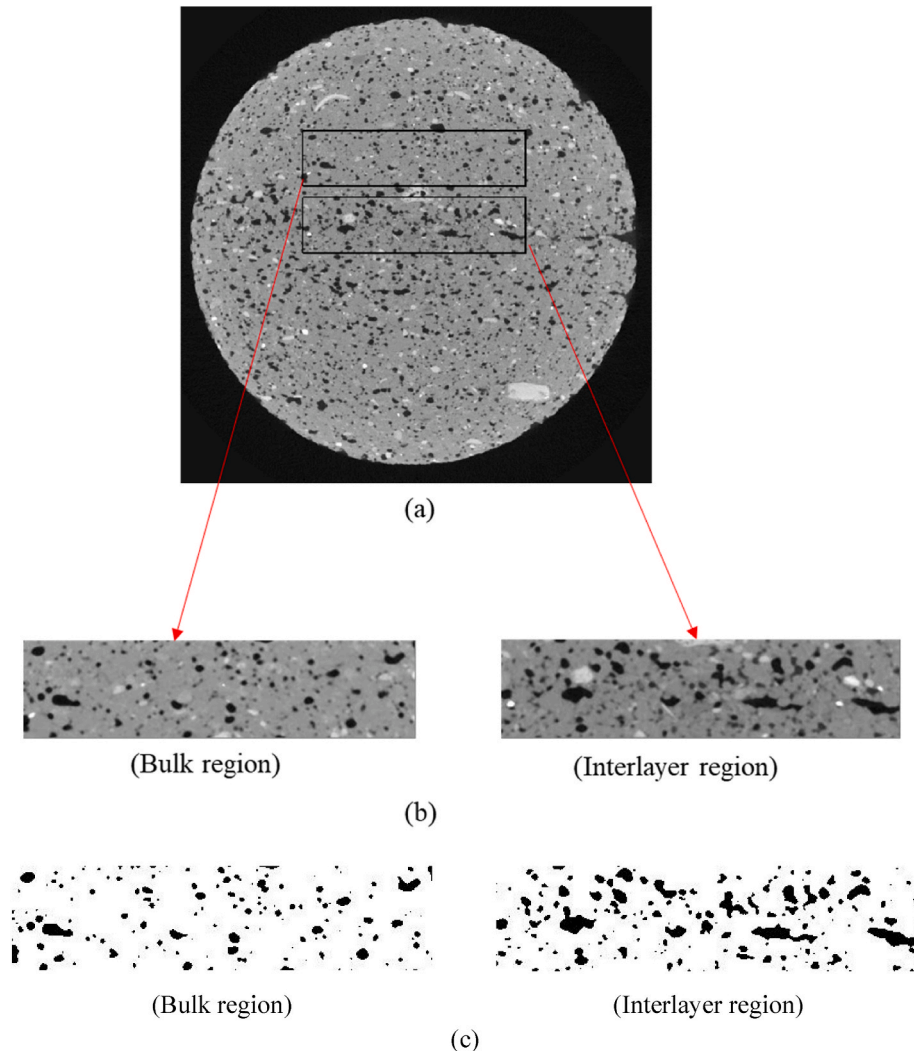 (a)
(Bulk region)
(Interlayer region)
(b)
(Bulk region)
(Interlayer region)
(c)